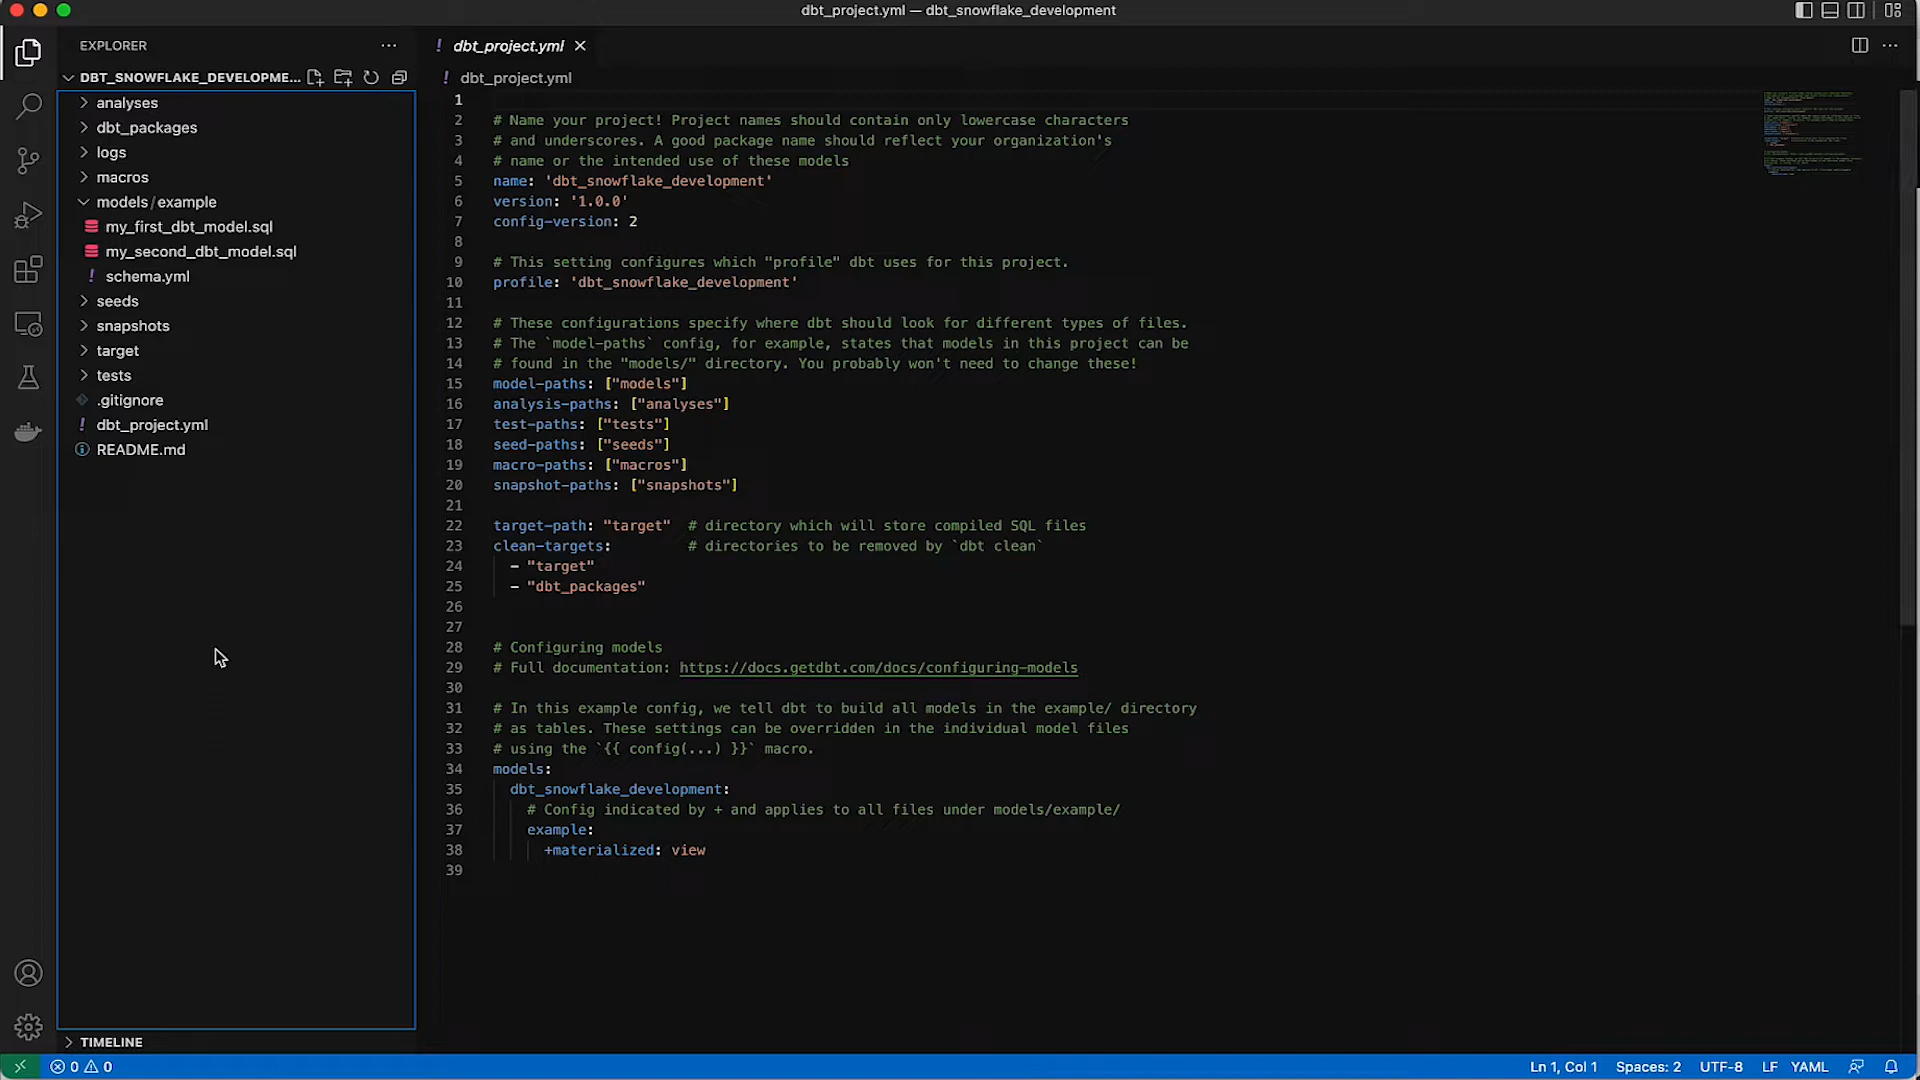 dbt_project.yml — dbt_snowflake_development
EXPLORER
DBT_SNOWFLAKE_DEVELOPME...
analyses
dbt_packages
logs
macros
models / example
my_first_dbt_model.sql
my_second_dbt_model.sql
! schema.yml
seeds
snapshots
target
tests
.gitignore
! dbt_project.yml
README.md
TIMELINE
! dbt_project.yml
! dbt_project.yml
1
2 # Name your project! Project names should contain only lowercase characters
3 # and underscores. A good package name should reflect your organization's
4 # name or the intended use of these models
5 name: 'dbt_snowflake_development'
6 version: '1.0.0'
7 config-version: 2
8
9 # This setting configures which "profile" dbt uses for this project.
10 profile: 'dbt_snowflake_development'
11
12 # These configurations specify where dbt should look for different types of files.
13 # The `model-paths` config, for example, states that models in this project can be
14 # found in the "models/" directory. You probably won't need to change these!
15 model-paths: ["models"]
16 analysis-paths: ["analyses"]
17 test-paths: ["tests"]
18 seed-paths: ["seeds"]
19 macro-paths: ["macros"]
20 snapshot-paths: ["snapshots"]
21
22 target-path: "target"  # directory which will store compiled SQL files
23 clean-targets:         # directories to be removed by `dbt clean`
24   - "target"
25   - "dbt_packages"
26
27
28 # Configuring models
29 # Full documentation: https://docs.getdbt.com/docs/configuring-models
30
31 # In this example config, we tell dbt to build all models in the example/ directory
32 # as tables. These settings can be overridden in the individual model files
33 # using the `{{ config(...) }}` macro.
34 models:
35   dbt_snowflake_development:
36     # Config indicated by + and applies to all files under models/example/
37     example:
38       +materialized: view
39
0 0
Ln 1, Col 1 Spaces: 2 UTF-8 LF YAML